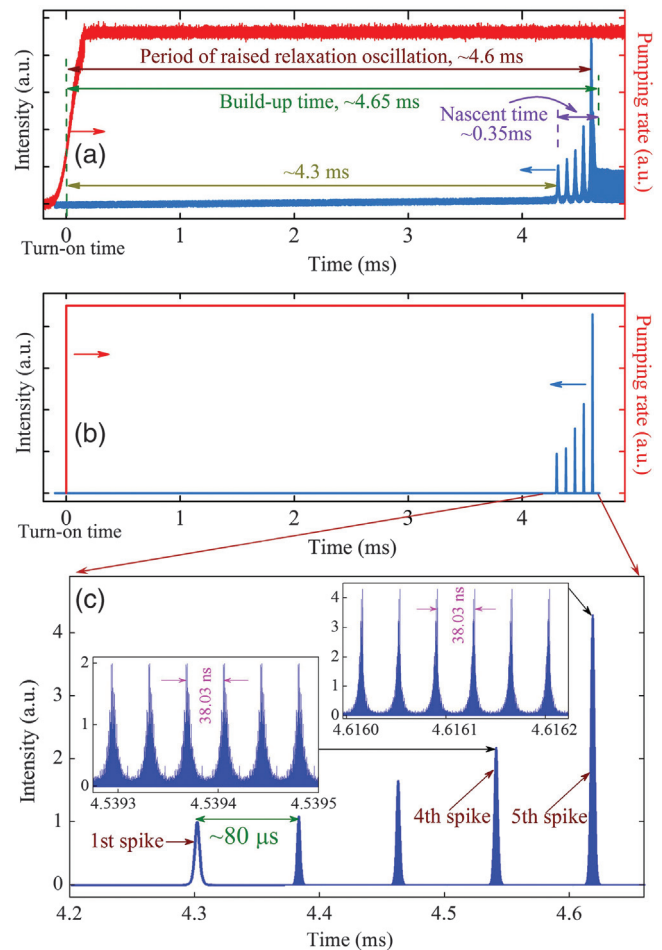 Intensity (a.u.)
Pumping rate (a.u.)
Period of raised relaxation oscillation, ~4.6 ms
Build-up time, ~4.65 ms
Nascent time
~0.35ms
(a)
~4.3 ms
0 1 2 3 4
Turn-on time
Time (ms)
Intensity (a.u.)
Pumping rate (a.u.)
(b)
0 1 2 3 4
Turn-on time
Time (ms)
(c)
Intensity (a.u.)
4
3
2
1
0
2
1
0
38.03 ns
4.5393 4.5394 4.5395
4
3
2
1
0
38.03 ns
4.6160 4.6161 4.6162
1st spike
~80 μs
4th spike
5th spike
4.2 4.3 4.4 4.5 4.6
Time (ms)